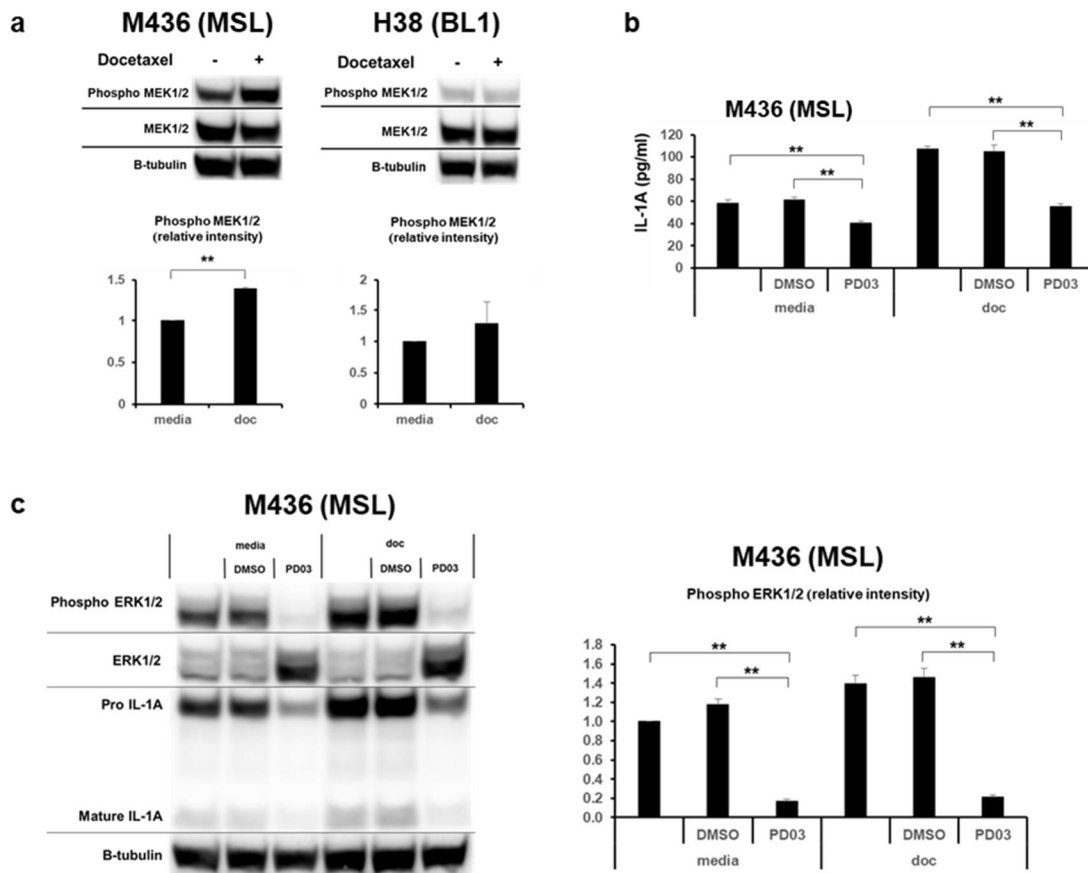 a
M436 (MSL)
Docetaxel - +
Phospho MEK1/2
MEK1/2
B-tubulin
Phospho MEK1/2
(relative intensity)
**
1.5
1
0.5
0
media doc
H38 (BL1)
Docetaxel - +
Phospho MEK1/2
MEK1/2
B-tubulin
Phospho MEK1/2
(relative intensity)
2
1.5
1
0.5
0
media doc
b
M436 (MSL)
IL-1A (pg/ml)
120
100
80
60
40
20
0
**
**
**
**
DMSO PD03 DMSO PD03
media doc
c
M436 (MSL)
media doc
DMSO PD03 DMSO PD03
Phospho ERK1/2
ERK1/2
Pro IL-1A
Mature IL-1A
B-tubulin
M436 (MSL)
Phospho ERK1/2 (relative intensity)
1.8
1.6
1.4
1.2
1.0
0.8
0.6
0.4
0.2
0.0
**
**
**
**
DMSO PD03 DMSO PD03
media doc